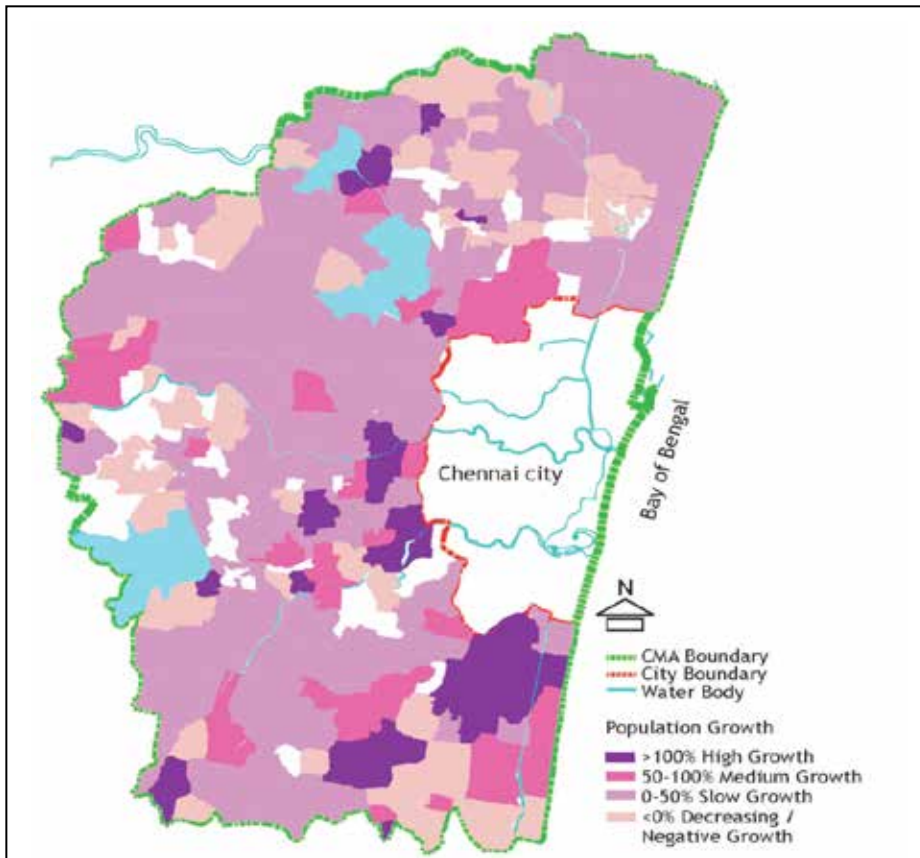 Chennai city
Bay of Bengal
N
CMA Boundary
City Boundary
Water Body
Population Growth
>100% High Growth
50-100% Medium Growth
0-50% Slow Growth
<0% Decreasing /
Negative Growth